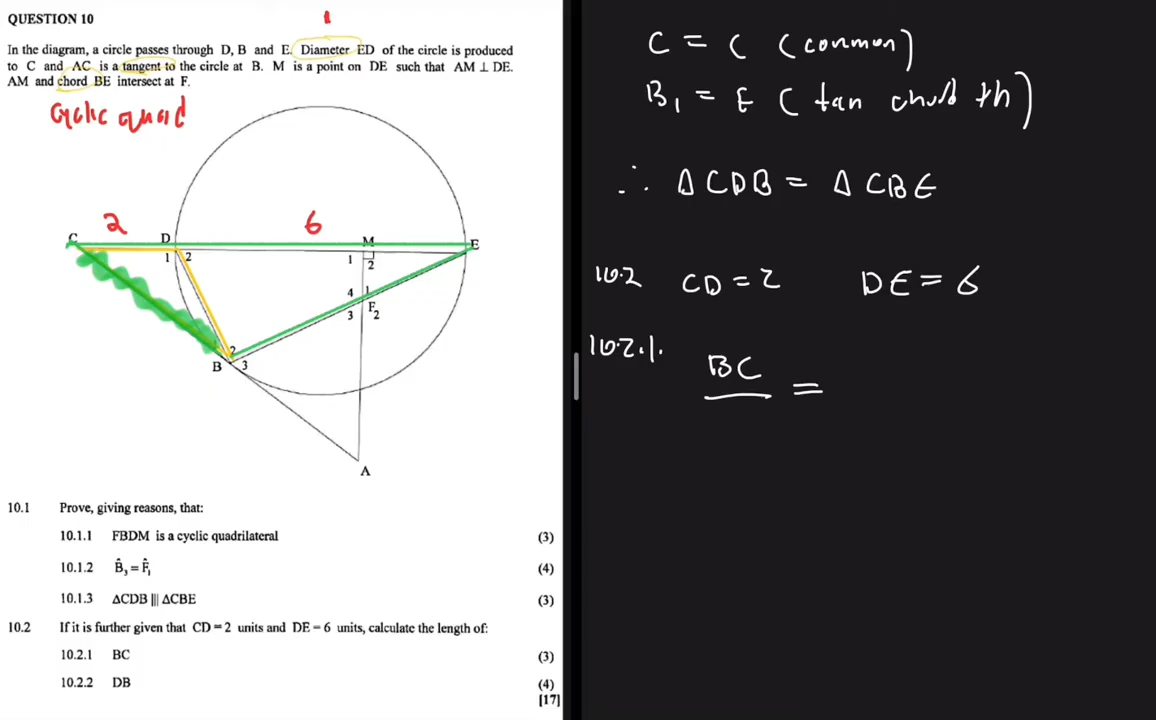 QUESTION 10
1
In the diagram, a circle passes through D, B and E. Diameter ED of the circle is produced
to C and AC is a tangent to the circle at B. M is a point on DE such that AM ⊥ DE.
AM and chord BE intersect at F.
cyclic quad
2
6
C
D
M
E
1
2
1
2
4
1
3
F
2
2
B
3
A
10.1 Prove, giving reasons, that:
10.1.1 FBDM is a cyclic quadrilateral (3)
10.1.2 B̂₃ = F̂₁ (4)
10.1.3 ΔCDB ||| ΔCBE (3)
10.2 If it is further given that CD = 2 units and DE = 6 units, calculate the length of:
10.2.1 BC (3)
10.2.2 DB (4)
[17]
C = C (common)
B₁ = E (tan chord th)
∴ ΔCDB = ΔCBE
10.2 CD = 2 DE = 6
10.2.1. BC =